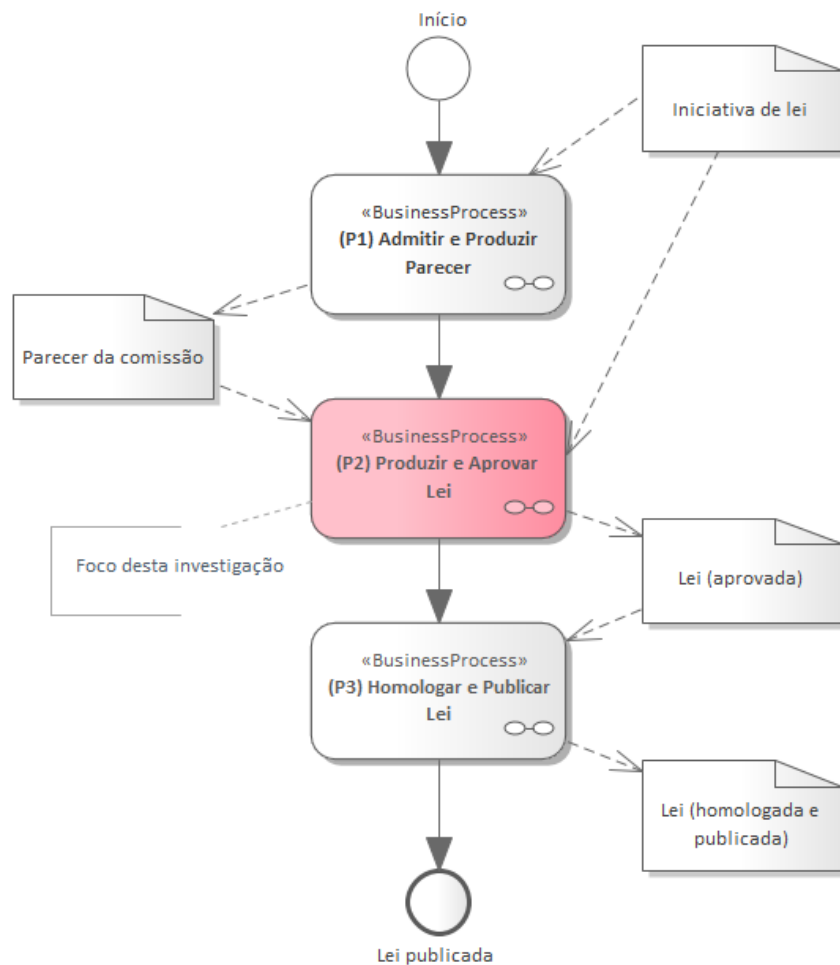 Início
Iniciativa de lei
«BusinessProcess»
(P1) Admitir e Produzir
Parecer
Parecer da comissão
«BusinessProcess»
(P2) Produzir e Aprovar
Lei
Foco desta investigação
Lei (aprovada)
«BusinessProcess»
(P3) Homologar e Publicar
Lei
Lei (homologada e
publicada)
Lei publicada